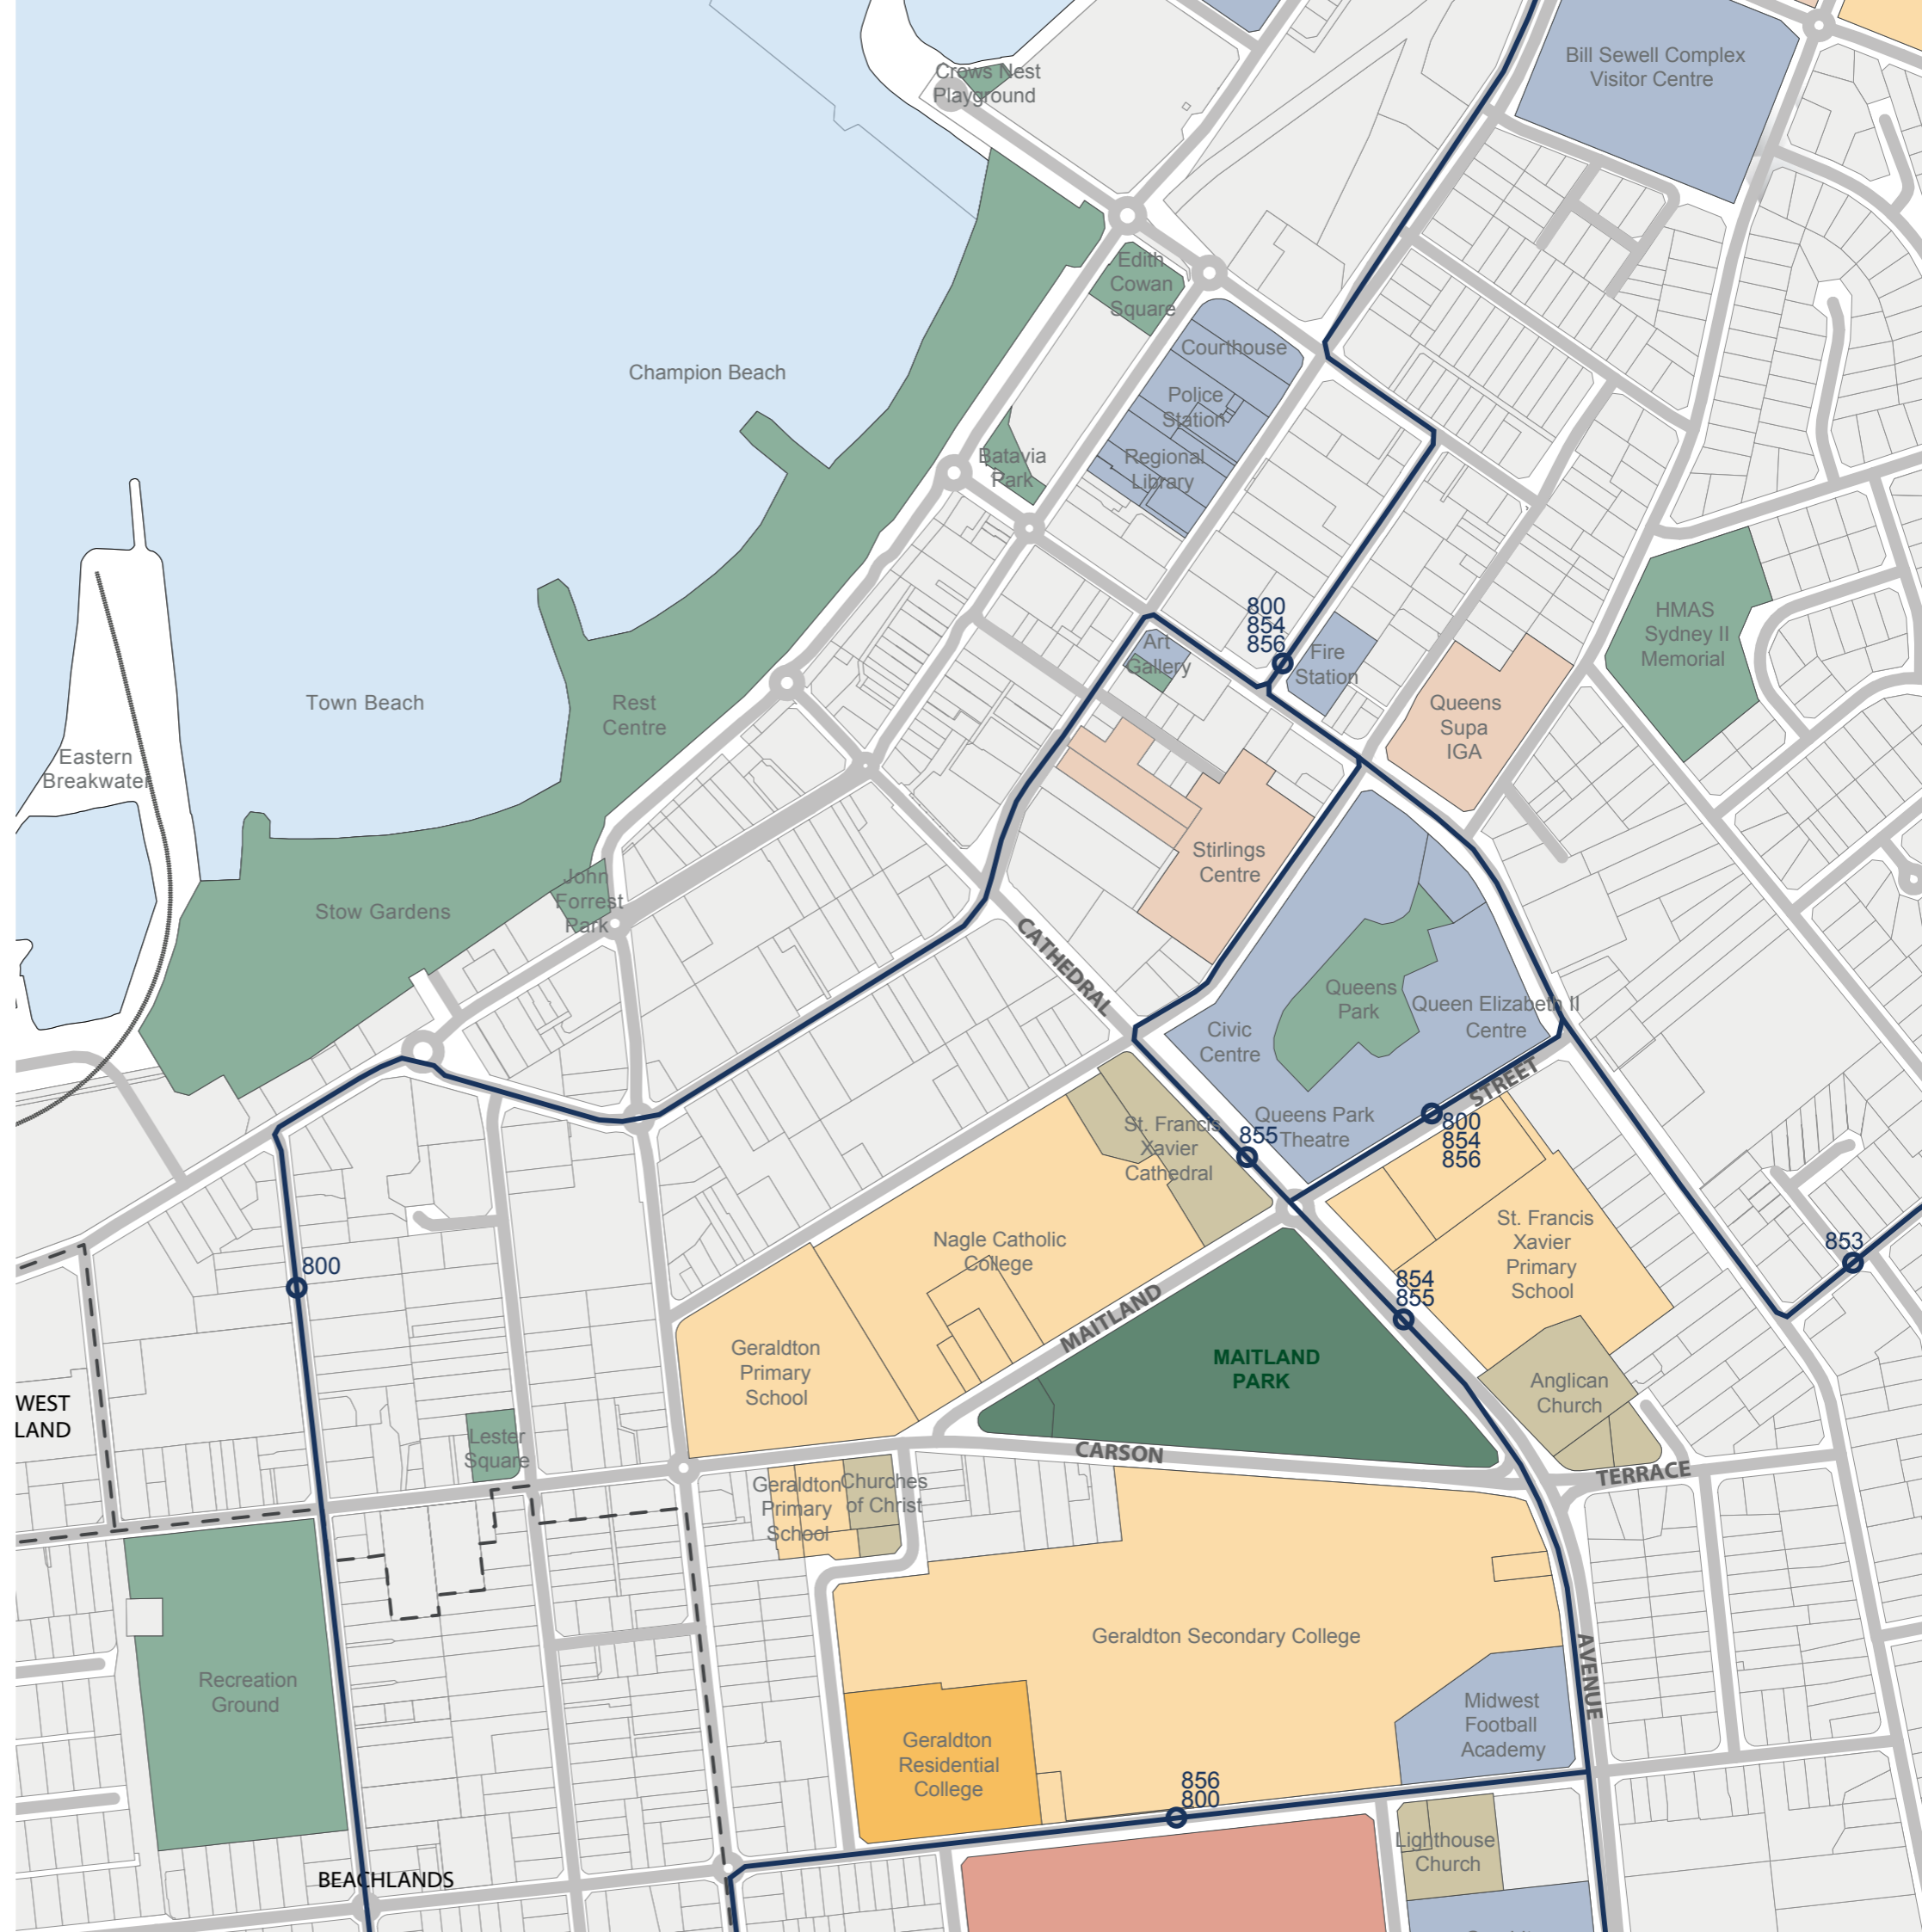 Bill Sewell Complex
Visitor Centre
Crows Nest
Playground
Edith
Cowan
Square
Courthouse
Champion Beach
Police
Station
Batavia
Park
Regional
Library
800
854
856
HMAS
Sydney II
Memorial
Art
Gallery
Fire
Station
Town Beach
Rest
Centre
Queens
Supa
IGA
Eastern
Breakwater
Stirlings
Centre
John
Forrest
Park
Stow Gardens
CATHEDRAL
Queens
Park
Queen Elizabeth II
Centre
Civic
Centre
STREET
Queens Park
Theatre
St. Francis
Xavier
Cathedral
855
800
854
856
Nagle Catholic
College
St. Francis
Xavier
Primary
School
853
800
854
855
MAITLAND
Geraldton
Primary
School
MAITLAND
PARK
Anglican
Church
WEST
LAND
Lester
Square
CARSON
TERRACE
Geraldton
Primary
School
Churches
of Christ
Geraldton Secondary College
AVENUE
Recreation
Ground
Midwest
Football
Academy
Geraldton
Residential
College
856
800
Lighthouse
Church
BEACHLANDS